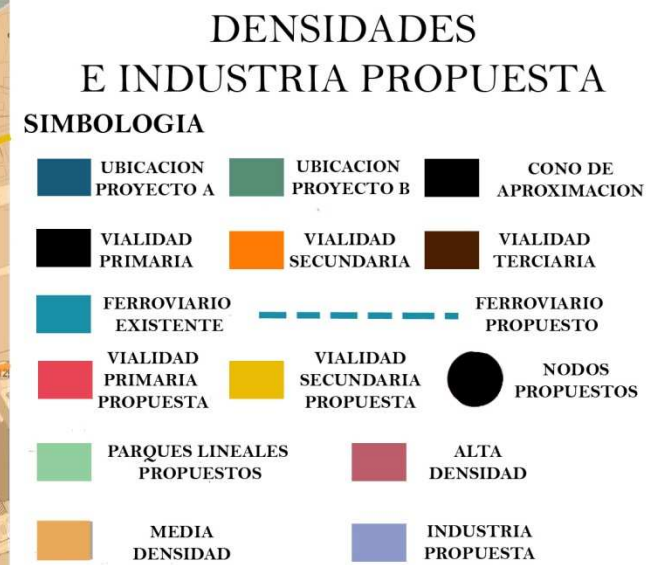 DENSIDADES
E INDUSTRIA PROPUESTA
SIMBOLOGIA
UBICACION
PROYECTO A
UBICACION
PROYECTO B
CONO DE
APROXIMACION
VIALIDAD
PRIMARIA
VIALIDAD
SECUNDARIA
VIALIDAD
TERCIARIA
FERROVIARIO
EXISTENTE
FERROVIARIO
PROPUESTO
VIALIDAD
PRIMARIA
PROPUESTA
VIALIDAD
SECUNDARIA
PROPUESTA
NODOS
PROPUESTOS
PARQUES LINEALES
PROPUESTOS
ALTA
DENSIDAD
MEDIA
DENSIDAD
INDUSTRIA
PROPUESTA